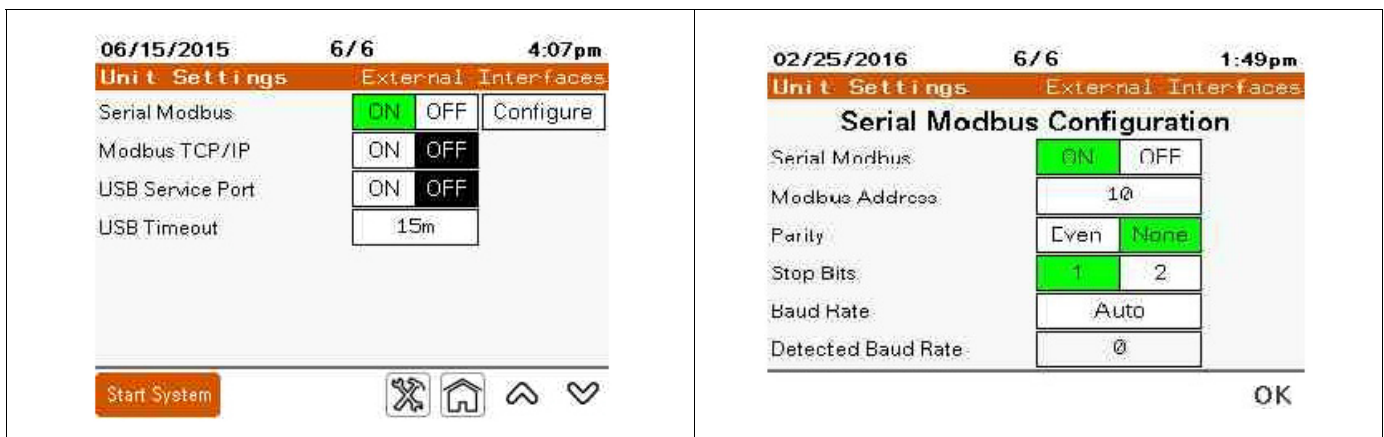 06/15/2015 6/6 4:07pm
Unit Settings External Interfaces
Serial Modbus ON OFF Configure
Modbus TCP/IP ON OFF
USB Service Port ON OFF
USB Timeout 15m
Start System
02/25/2016 6/6 1:49pm
Unit Settings External Interfaces
Serial Modbus Configuration
Serial Modbus ON OFF
Modbus Address 10
Parity Even None
Stop Bits 1 2
Baud Rate Auto
Detected Baud Rate 0
OK